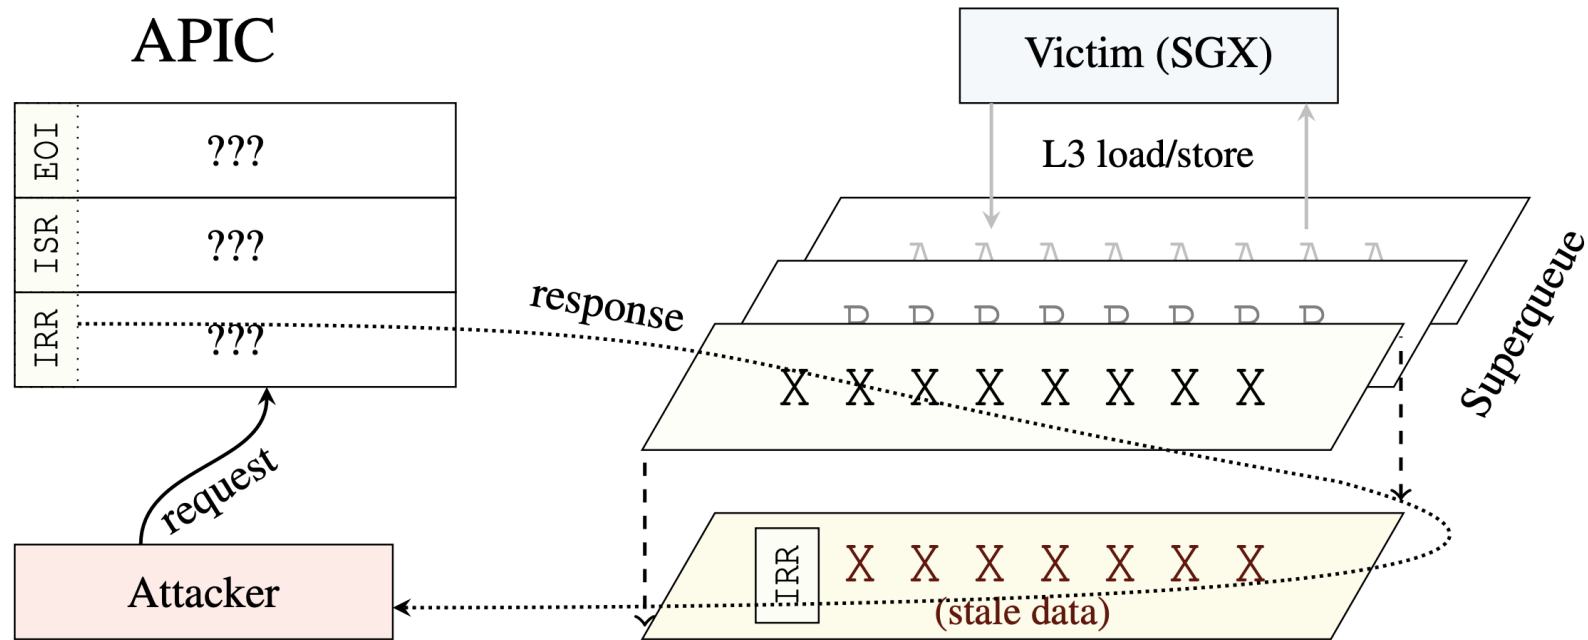 APIC
Victim (SGX)
EOI ???
L3 load/store
ISR ???
Superqueue
A A A A A A A A
response
IRR ???
B B B B B B B B
X X X X X X X X
request
Attacker
IRR X X X X X X X
(stale data)